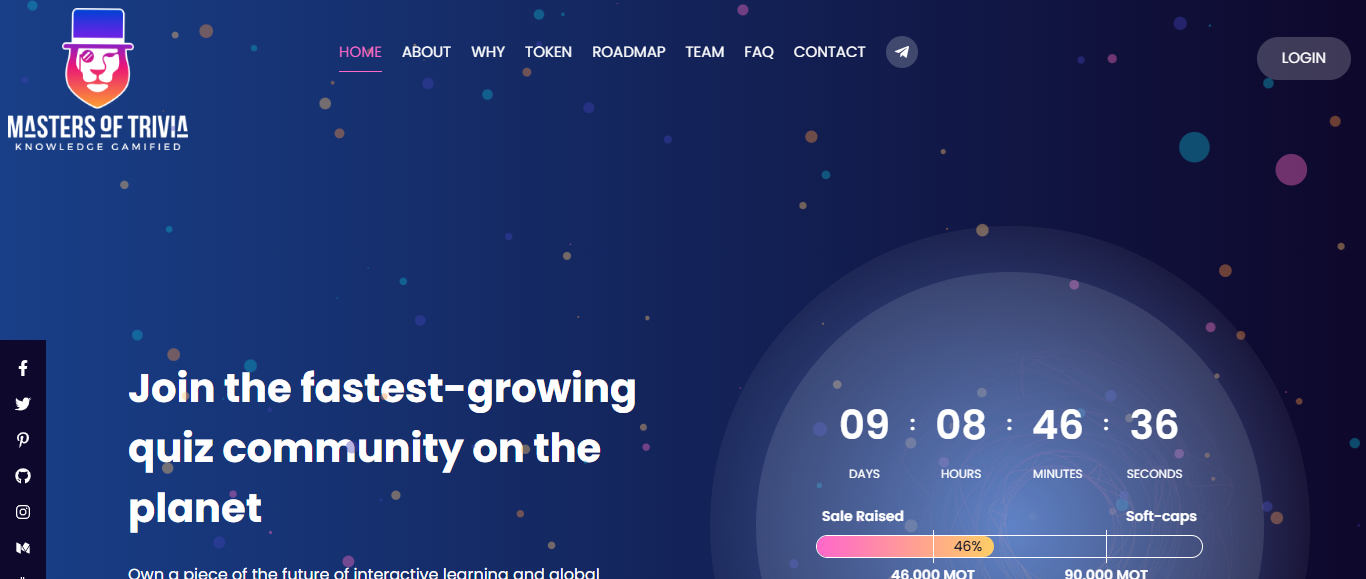 MASTERS OF TRIVIA
KNOWLEDGE GAMIFIED
HOME ABOUT WHY TOKEN ROADMAP TEAM FAQ CONTACT
LOGIN
Join the fastest-growing
quiz community on the
planet
Own a piece of the future of interactive learning and global
09 : 08 : 46 : 36
DAYS HOURS MINUTES SECONDS
Sale Raised Soft-caps
46%
46,000 MOT 90,000 MOT